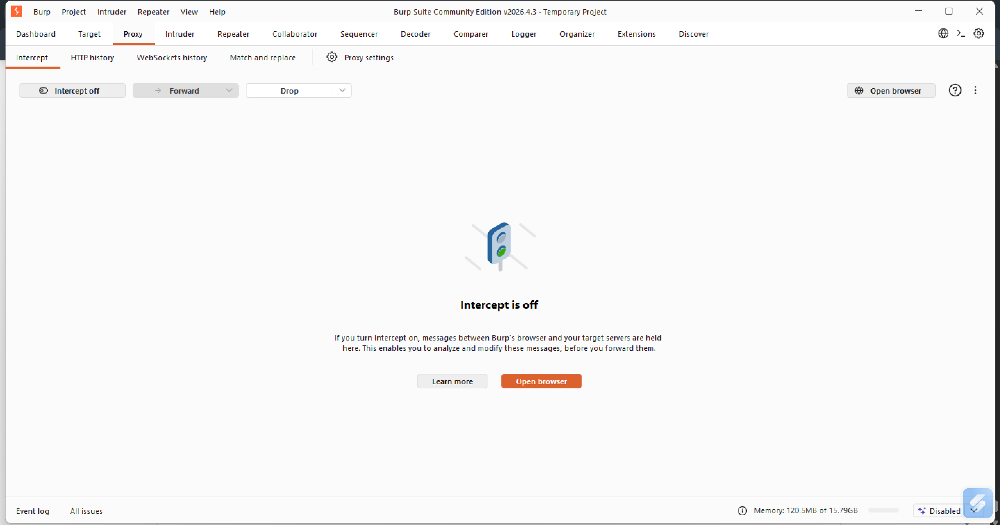 Burp Project Intruder Repeater View Help Burp Suite Community Edition v2026.4.3 - Temporary Project
Dashboard Target Proxy Intruder Repeater Collaborator Sequencer Decoder Comparer Logger Organizer Extensions Discover
Intercept HTTP history WebSockets history Match and replace Proxy settings
Intercept off Forward Drop Open browser
Intercept is off
If you turn Intercept on, messages between Burp's browser and your target servers are held
here. This enables you to analyze and modify these messages, before you forward them.
Learn more Open browser
Event log All issues Memory: 120.5MB of 15.79GB Disabled